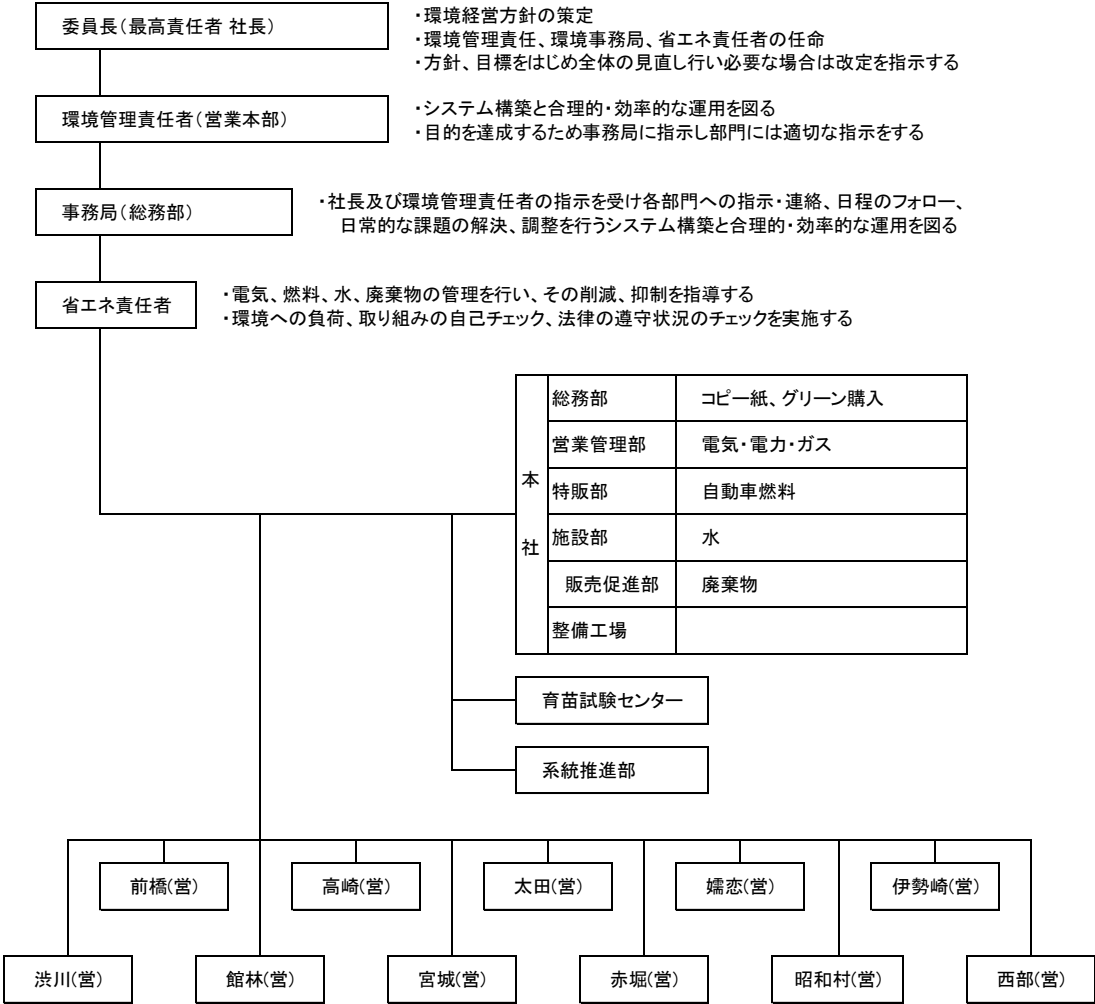 委員長（最高責任者 社長）
・環境経営方針の策定
・環境管理責任、環境事務局、省エネ責任者の任命
・方針、目標をはじめ全体の見直し行い必要な場合は改定を指示する
環境管理責任者（営業本部）
・システム構築と合理的・効率的な運用を図る
・目的を達成するため事務局に指示し部門には適切な指示をする
事務局（総務部）
・社長及び環境管理責任者の指示を受け各部門への指示・連絡、日程のフォロー、
日常的な課題の解決、調整を行うシステム構築と合理的・効率的な運用を図る
省エネ責任者
・電気、燃料、水、廃棄物の管理を行い、その削減、抑制を指導する
・環境への負荷、取り組みの自己チェック、法律の遵守状況のチェックを実施する
本社
総務部 コピー紙、グリーン購入
営業管理部 電気・電力・ガス
特販部 自動車燃料
施設部 水
販売促進部 廃棄物
整備工場
育苗試験センター
系統推進部
前橋(営) 高崎(営) 太田(営) 嬬恋(営) 伊勢崎(営)
渋川(営) 館林(営) 宮城(営) 赤堀(営) 昭和村(営) 西部(営)